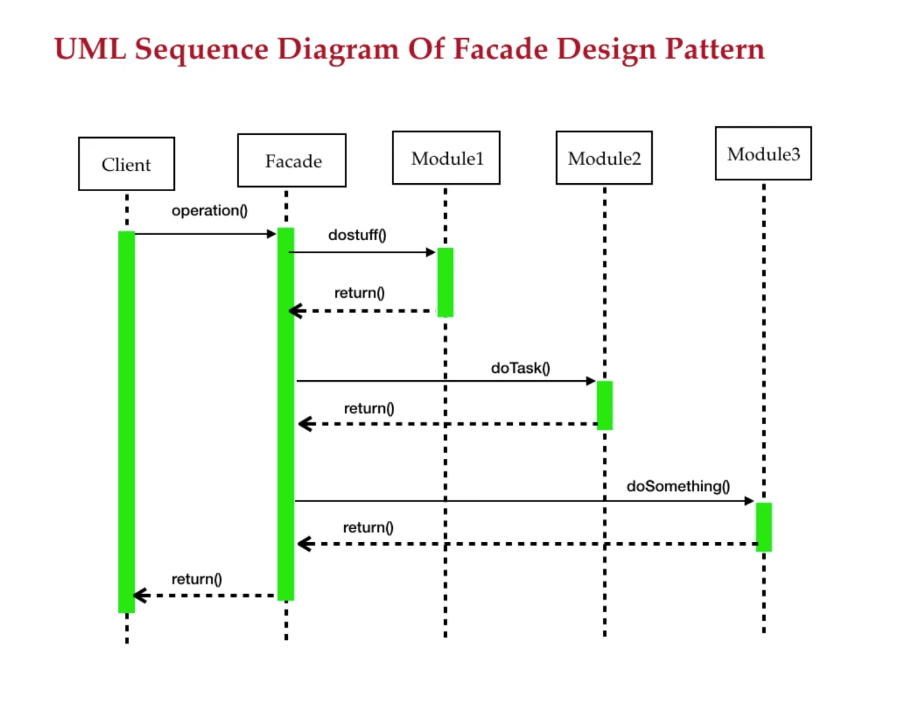 UML Sequence Diagram Of Facade Design Pattern
Client
Facade
Module1
Module2
Module3
operation()
dostuff()
return()
doTask()
return()
doSomething()
return()
return()